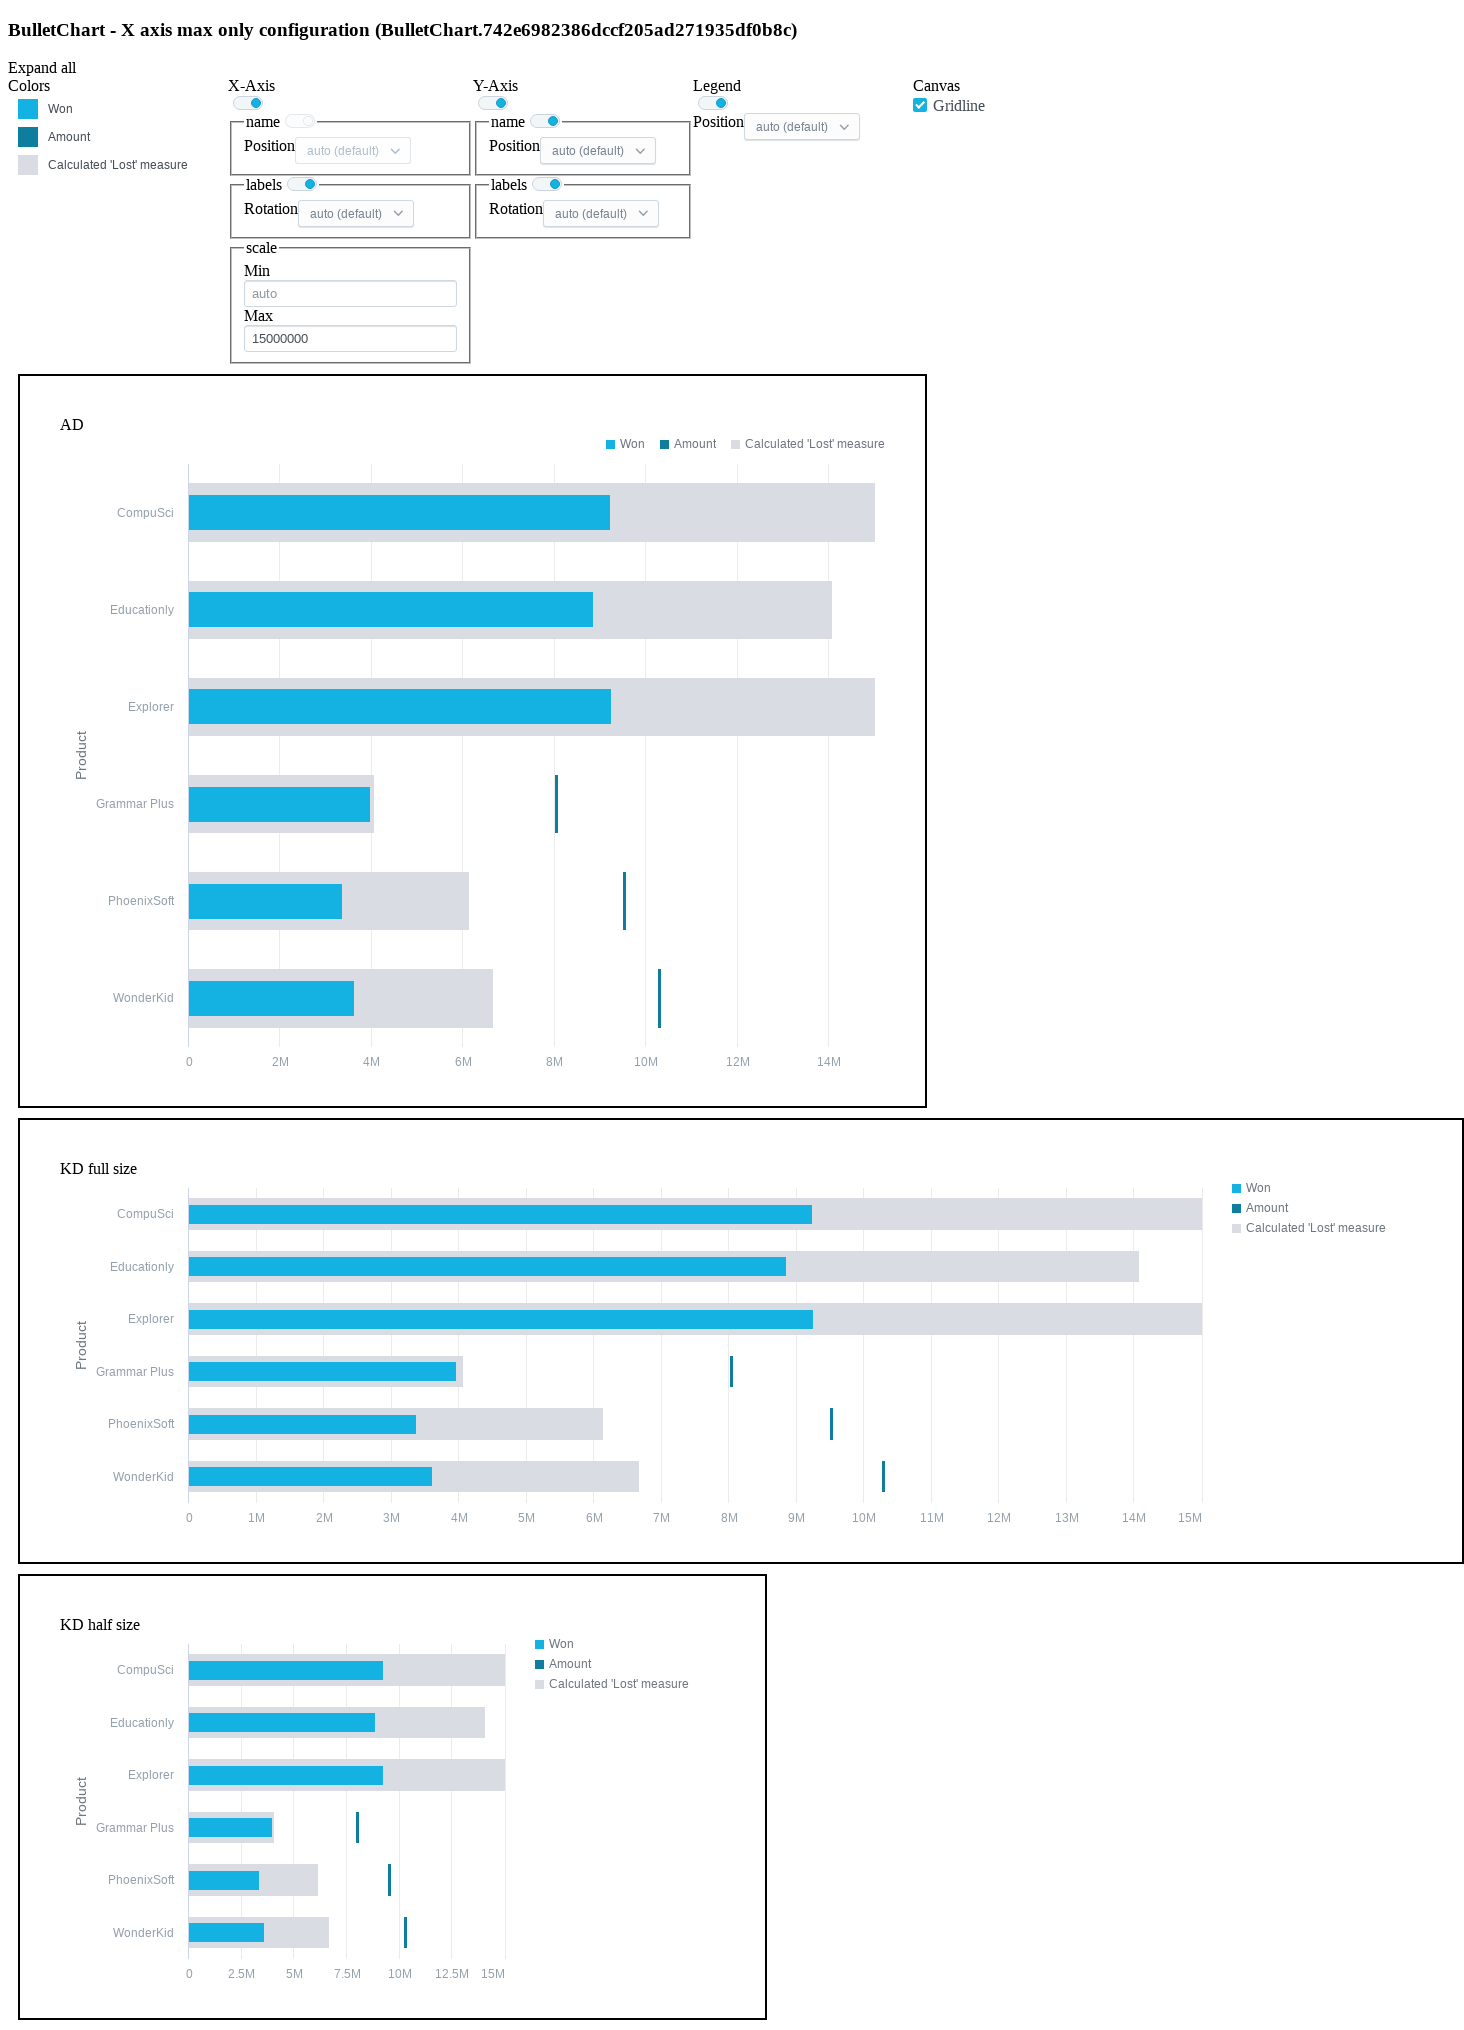 BulletChart - X axis max only configuration (BulletChart.742e6982386dccf205ad271935df0b8c)
Expand all
Colors
Won
Amount
Calculated 'Lost' measure
X-Axis
name
Position auto (default)
labels
Rotation auto (default)
scale
Min
auto
Max
15000000
Y-Axis
name
Position auto (default)
labels
Rotation auto (default)
Legend
Position auto (default)
Canvas
Gridline
AD
Won Amount Calculated 'Lost' measure
Product
CompuSci
Educationly
Explorer
Grammar Plus
PhoenixSoft
WonderKid
0 2M 4M 6M 8M 10M 12M 14M
KD full size
Won
Amount
Calculated 'Lost' measure
Product
CompuSci
Educationly
Explorer
Grammar Plus
PhoenixSoft
WonderKid
0 1M 2M 3M 4M 5M 6M 7M 8M 9M 10M 11M 12M 13M 14M 15M
KD half size
Won
Amount
Calculated 'Lost' measure
Product
CompuSci
Educationly
Explorer
Grammar Plus
PhoenixSoft
WonderKid
0 2.5M 5M 7.5M 10M 12.5M 15M